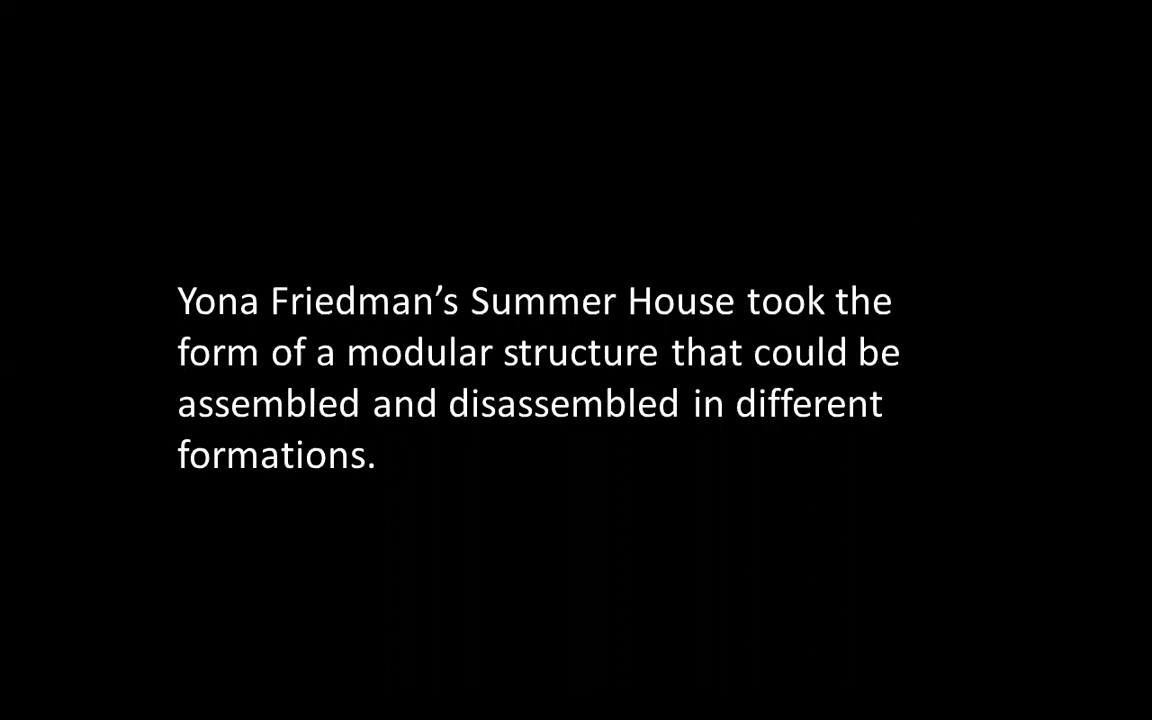 Yona Friedman’s Summer House took the
form of a modular structure that could be
assembled and disassembled in different
formations.